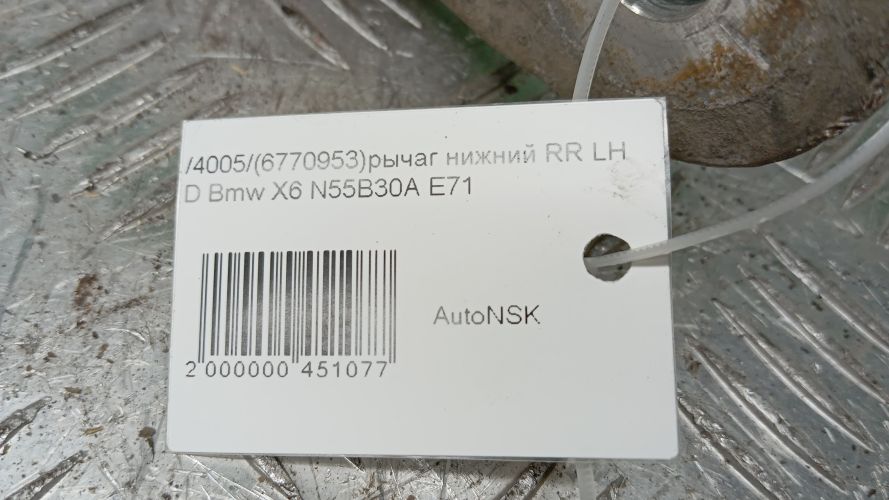 /4005/(6770953)рычаг нижний RR LH
D Bmw X6 N55B30A E71
AutoNSK
2 000000 451077